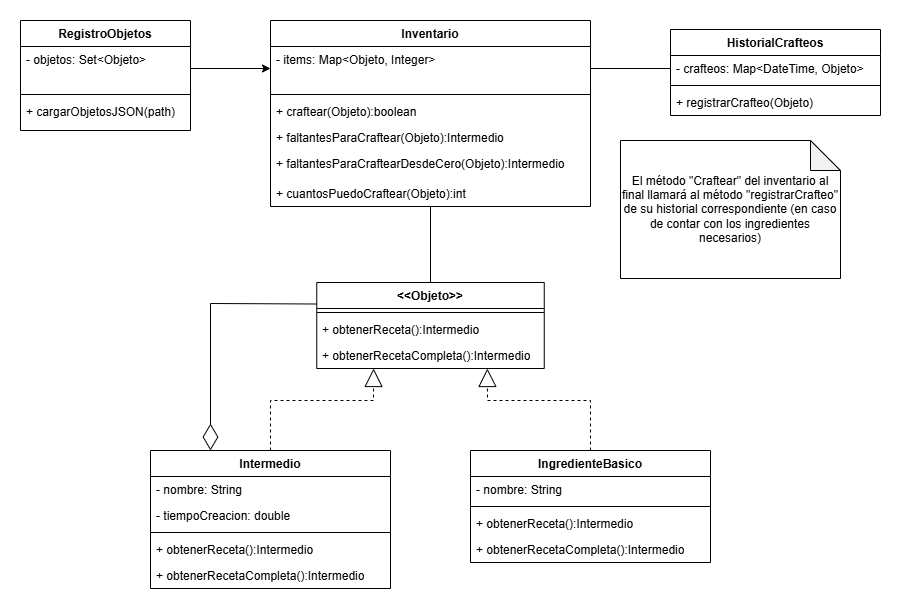 RegistroObjetos
- objetos: Set<Objeto>
+ cargarObjetosJSON(path)
Inventario
- items: Map<Objeto, Integer>
+ craftear(Objeto):boolean
+ faltantesParaCraftear(Objeto):Intermedio
+ faltantesParaCraftearDesdeCero(Objeto):Intermedio
+ cuantosPuedoCraftear(Objeto):int
HistorialCrafteos
- crafteos: Map<DateTime, Objeto>
+ registrarCrafteo(Objeto)
El método "Craftear" del inventario al
final llamará al método "registrarCrafteo"
de su historial correspondiente (en caso
de contar con los ingredientes
necesarios)
<<Objeto>>
+ obtenerReceta():Intermedio
+ obtenerRecetaCompleta():Intermedio
Intermedio
- nombre: String
- tiempoCreacion: double
+ obtenerReceta():Intermedio
+ obtenerRecetaCompleta():Intermedio
IngredienteBasico
- nombre: String
+ obtenerReceta():Intermedio
+ obtenerRecetaCompleta():Intermedio